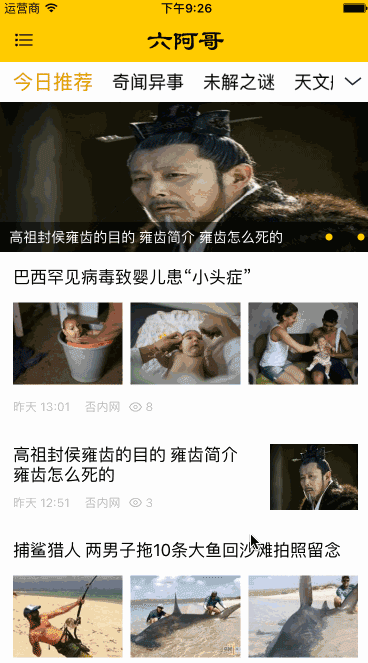 运营商 下午9:26
六阿哥
今日推荐 奇闻异事 未解之谜 天文
高祖封侯雍齿的目的 雍齿简介 雍齿怎么死的
巴西罕见病毒致婴儿患“小头症”
昨天 13:01 否内网 8
高祖封侯雍齿的目的 雍齿简介
雍齿怎么死的
昨天 12:51 否内网 3
捕鲨猎人 两男子拖10条大鱼回沙滩拍照留念